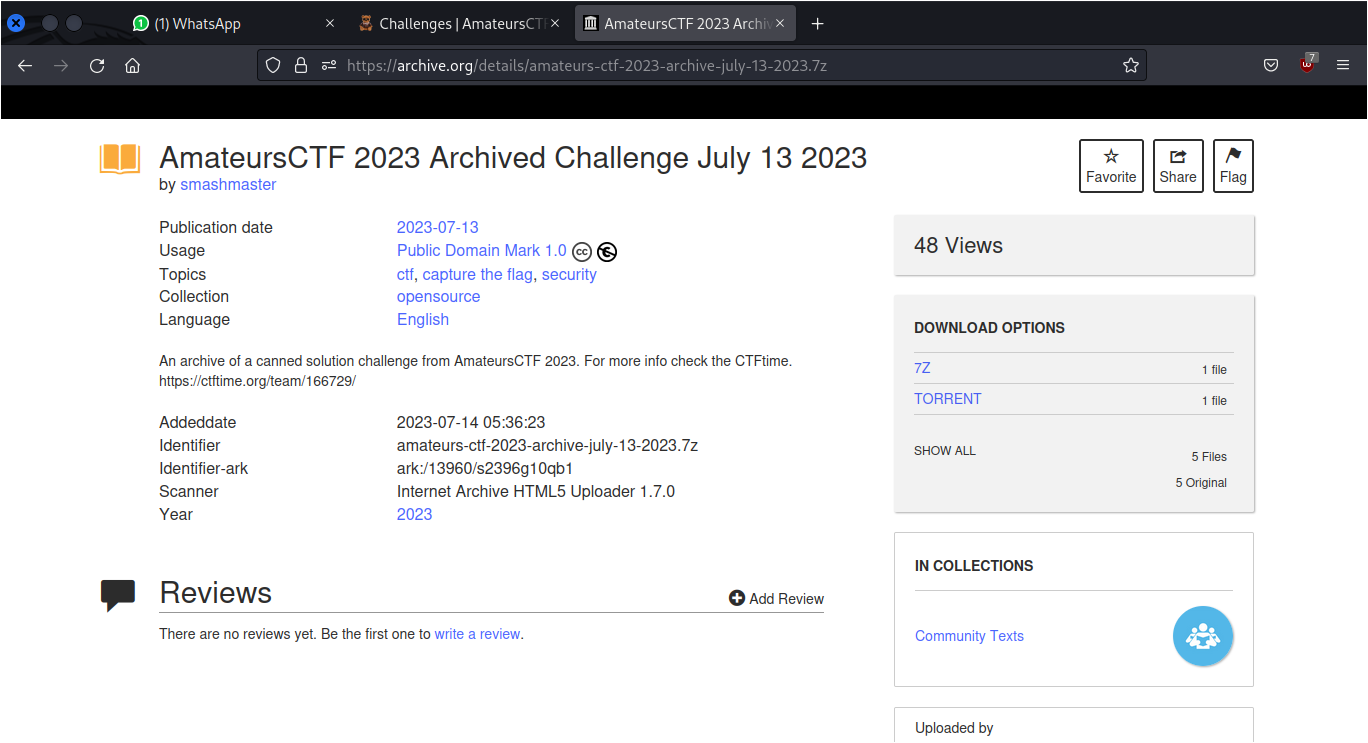 (1) WhatsApp
Challenges | AmateursCTF
AmateursCTF 2023 Archiv
https://archive.org/details/amateurs-ctf-2023-archive-july-13-2023.7z
7
AmateursCTF 2023 Archived Challenge July 13 2023
by smashmaster
Favorite
Share
Flag
Publication date 2023-07-13
Usage Public Domain Mark 1.0 cc
Topics ctf, capture the flag, security
Collection opensource
Language English
An archive of a canned solution challenge from AmateursCTF 2023. For more info check the CTFtime.
https://ctftime.org/team/166729/
Addeddate 2023-07-14 05:36:23
Identifier amateurs-ctf-2023-archive-july-13-2023.7z
Identifier-ark ark:/13960/s2396g10qb1
Scanner Internet Archive HTML5 Uploader 1.7.0
Year 2023
Reviews
Add Review
There are no reviews yet. Be the first one to write a review.
48 Views
DOWNLOAD OPTIONS
7Z 1 file
TORRENT 1 file
SHOW ALL 5 Files
5 Original
IN COLLECTIONS
Community Texts
Uploaded by